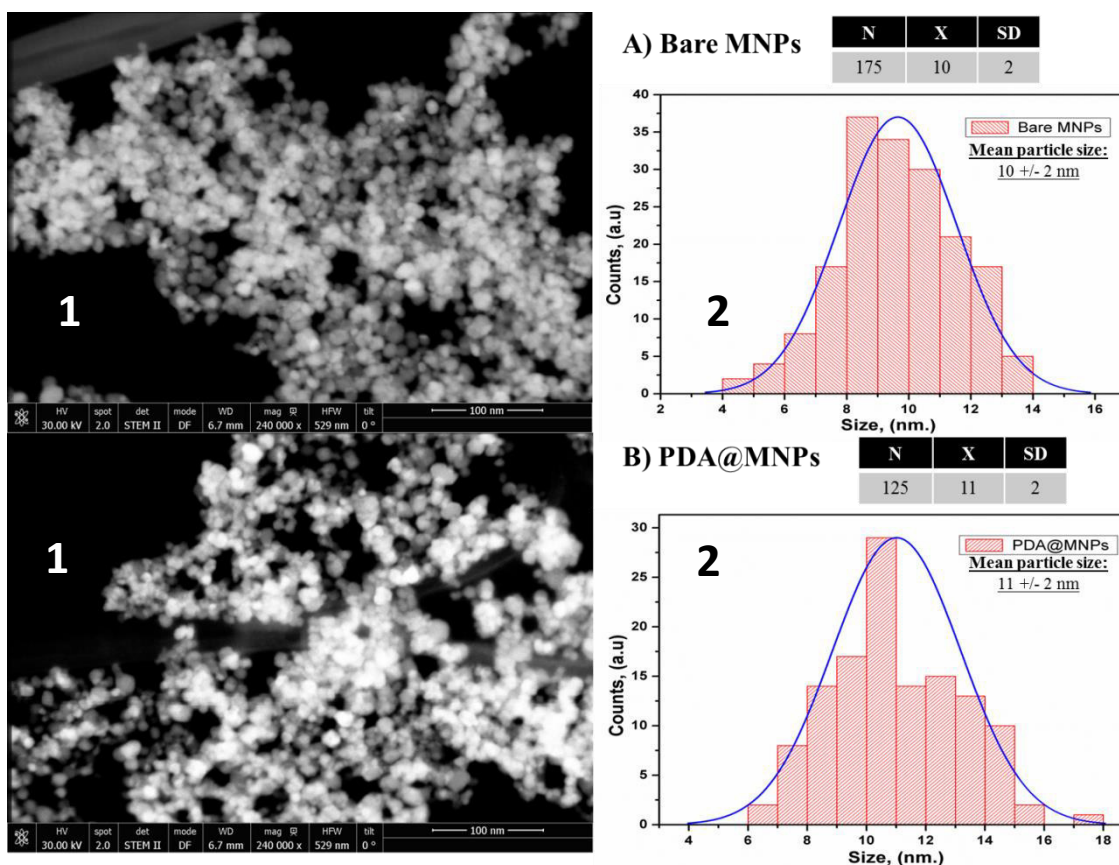 1
HV spot det mode WD mag HFW tilt
30.00 kV 2.0 STEM II DF 6.7 mm 240 000 x 529 nm 0 °
100 nm
A) Bare MNPs
N X SD
175 10 2
Bare MNPs
Mean particle size:
10 +/- 2 nm
2
Counts, (a.u)
40
35
30
25
20
15
10
5
0
2 4 6 8 10 12 14 16
Size, (nm.)
1
HV spot det mode WD mag HFW tilt
30.00 kV 2.0 STEM II DF 6.7 mm 240 000 x 529 nm 0 °
100 nm
B) PDA@MNPs
N X SD
125 11 2
PDA@MNPs
Mean particle size:
11 +/- 2 nm
2
Counts, (a.u)
30
25
20
15
10
5
0
4 6 8 10 12 14 16 18
Size, (nm.)